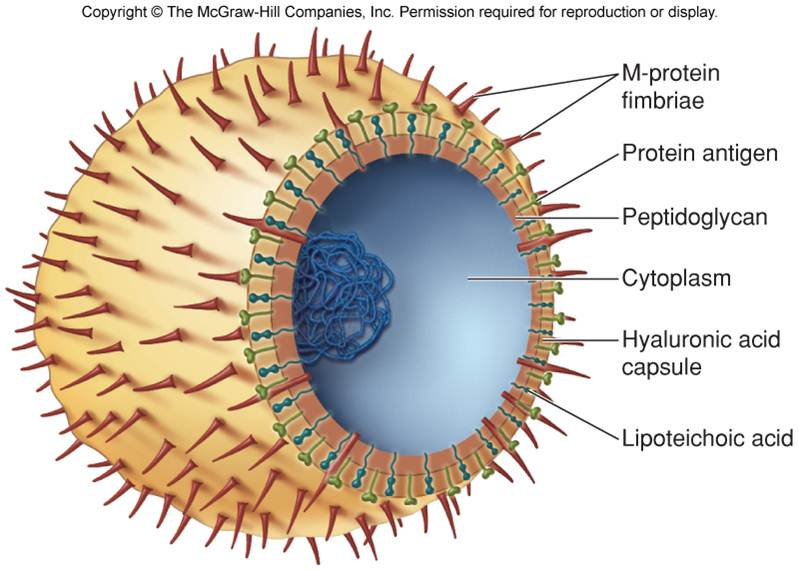 Copyright © The McGraw-Hill Companies, Inc. Permission required for reproduction or display.
M-protein
fimbriae
Protein antigen
Peptidoglycan
Cytoplasm
Hyaluronic acid
capsule
Lipoteichoic acid